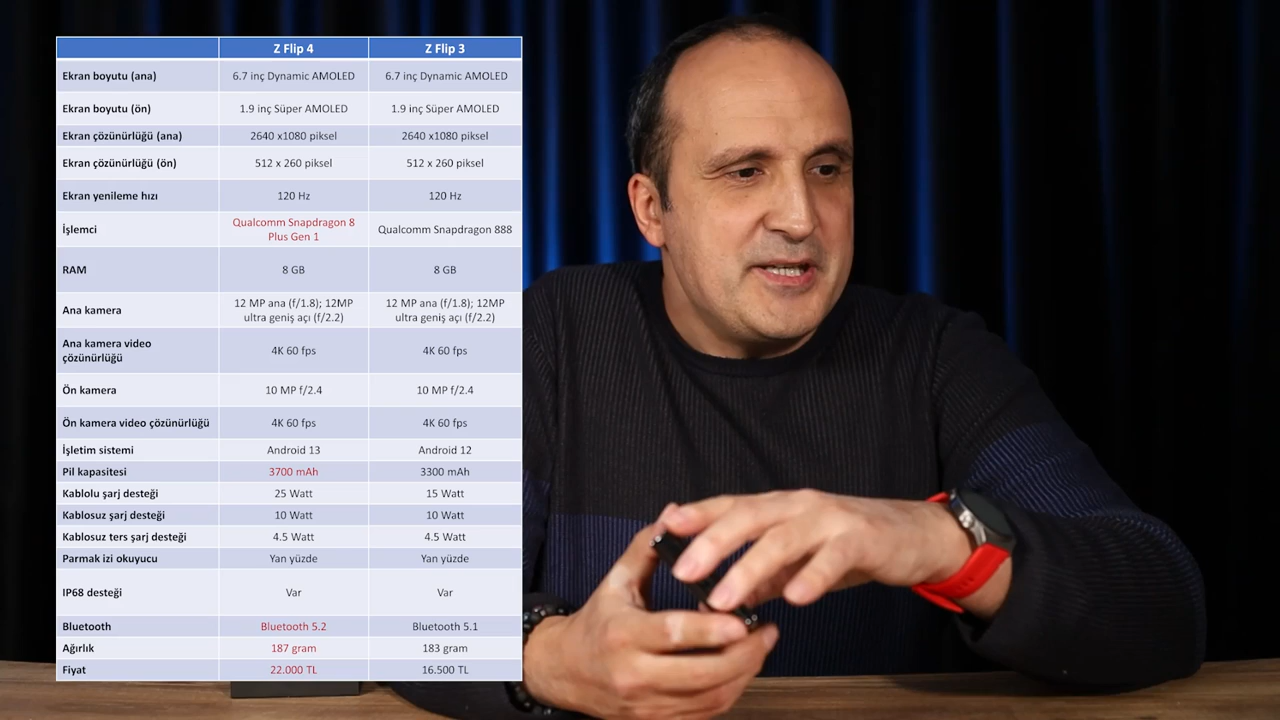 Z Flip 4 Z Flip 3
Ekran boyutu (ana) 6.7 inç Dynamic AMOLED 6.7 inç Dynamic AMOLED
Ekran boyutu (ön) 1.9 inç Süper AMOLED 1.9 inç Süper AMOLED
Ekran çözünürlüğü (ana) 2640 x1080 piksel 2640 x1080 piksel
Ekran çözünürlüğü (ön) 512 x 260 piksel 512 x 260 piksel
Ekran yenileme hızı 120 Hz 120 Hz
İşlemci Qualcomm Snapdragon 8 Plus Gen 1 Qualcomm Snapdragon 888
RAM 8 GB 8 GB
Ana kamera 12 MP ana (f/1.8); 12MP ultra geniş açı (f/2.2) 12 MP ana (f/1.8); 12MP ultra geniş açı (f/2.2)
Ana kamera video çözünürlüğü 4K 60 fps 4K 60 fps
Ön kamera 10 MP f/2.4 10 MP f/2.4
Ön kamera video çözünürlüğü 4K 60 fps 4K 60 fps
İşletim sistemi Android 13 Android 12
Pil kapasitesi 3700 mAh 3300 mAh
Kablolu şarj desteği 25 Watt 15 Watt
Kablosuz şarj desteği 10 Watt 10 Watt
Kablosuz ters şarj desteği 4.5 Watt 4.5 Watt
Parmak izi okuyucu Yan yüzde Yan yüzde
IP68 desteği Var Var
Bluetooth Bluetooth 5.2 Bluetooth 5.1
Ağırlık 187 gram 183 gram
Fiyat 22.000 TL 16.500 TL